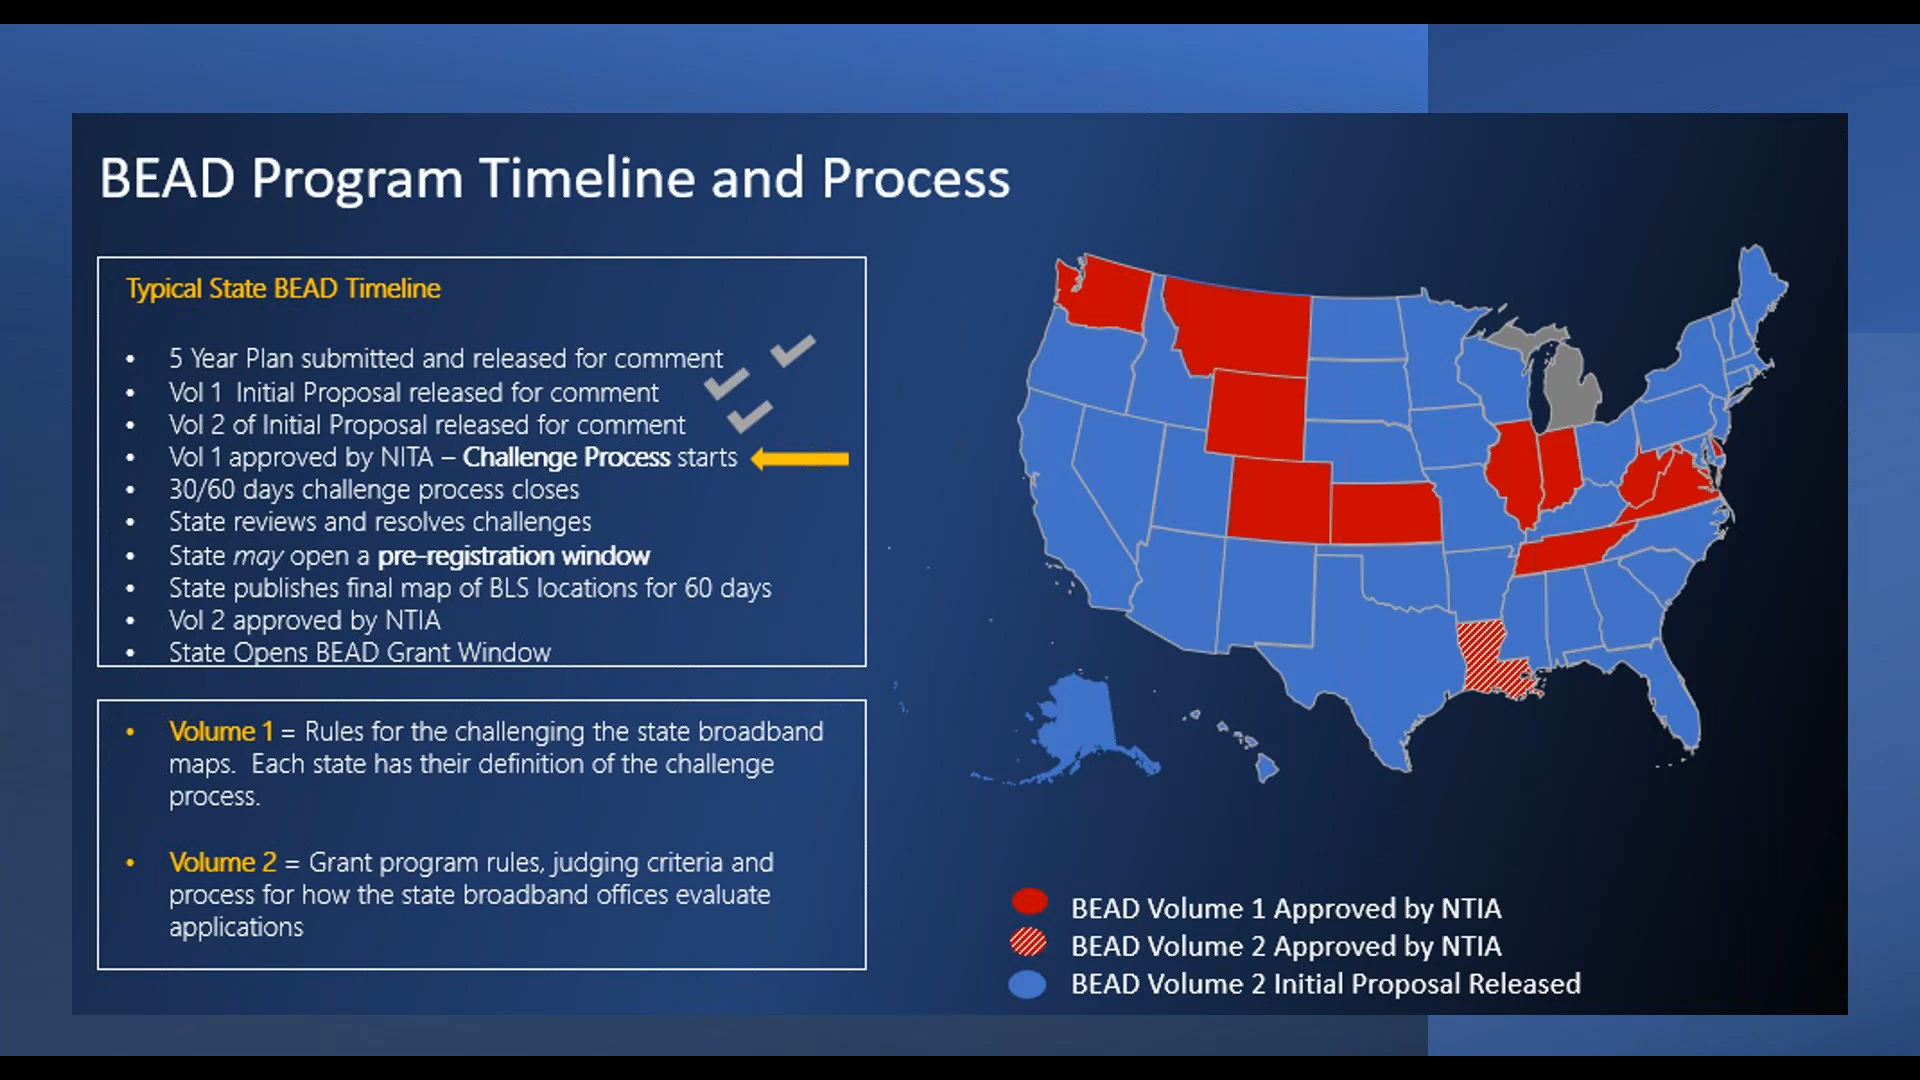 BEAD Program Timeline and Process
Typical State BEAD Timeline
• 5 Year Plan submitted and released for comment
• Vol 1 Initial Proposal released for comment
• Vol 2 of Initial Proposal released for comment
• Vol 1 approved by NITA – Challenge Process starts
• 30/60 days challenge process closes
• State reviews and resolves challenges
• State may open a pre-registration window
• State publishes final map of BLS locations for 60 days
• Vol 2 approved by NTIA
• State Opens BEAD Grant Window
• Volume 1 = Rules for the challenging the state broadband
maps. Each state has their definition of the challenge
process.
• Volume 2 = Grant program rules, judging criteria and
process for how the state broadband offices evaluate
applications
BEAD Volume 1 Approved by NTIA
BEAD Volume 2 Approved by NTIA
BEAD Volume 2 Initial Proposal Released